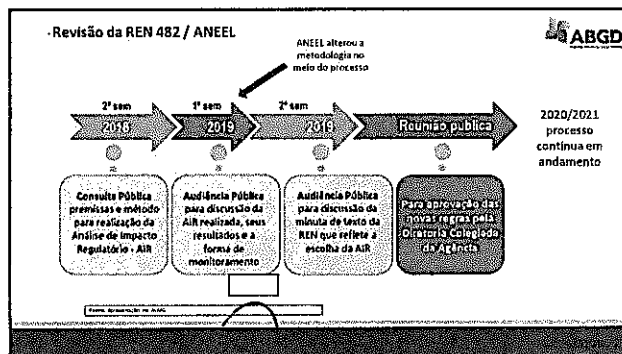 Revisão da REN 482 / ANEEL
ABGD
ANEEL alterou a
metodologia no
meio do processo
2º sem
1º sem
2º sem
2018
2019
2019
Reunião publica
2020/2021
processo
continua em
andamento
Consulta Pública
premissas e método
para realização da
Análise de Impacto
Regulatório - AIR
Audiência Pública
para discussão da
AIR realizada, seus
resultados e a
forma de
monitoramento
Audiência Pública
para discussão da
minuta de texto da
REN que reflete a
escolha da AIR
Para aprovação das
novas regras pela
Diretoria Colegiada
da Agência